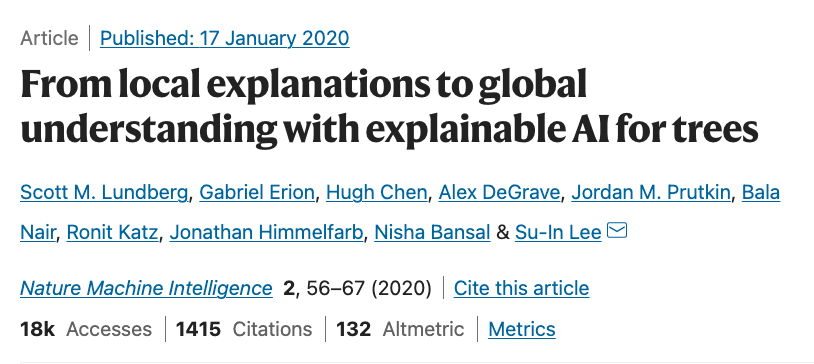 Article | Published: 17 January 2020
From local explanations to global
understanding with explainable AI for trees
Scott M. Lundberg, Gabriel Erion, Hugh Chen, Alex DeGrave, Jordan M. Prutkin, Bala
Nair, Ronit Katz, Jonathan Himmelfarb, Nisha Bansal & Su-In Lee
Nature Machine Intelligence 2, 56–67 (2020) | Cite this article
18k Accesses | 1415 Citations | 132 Altmetric | Metrics